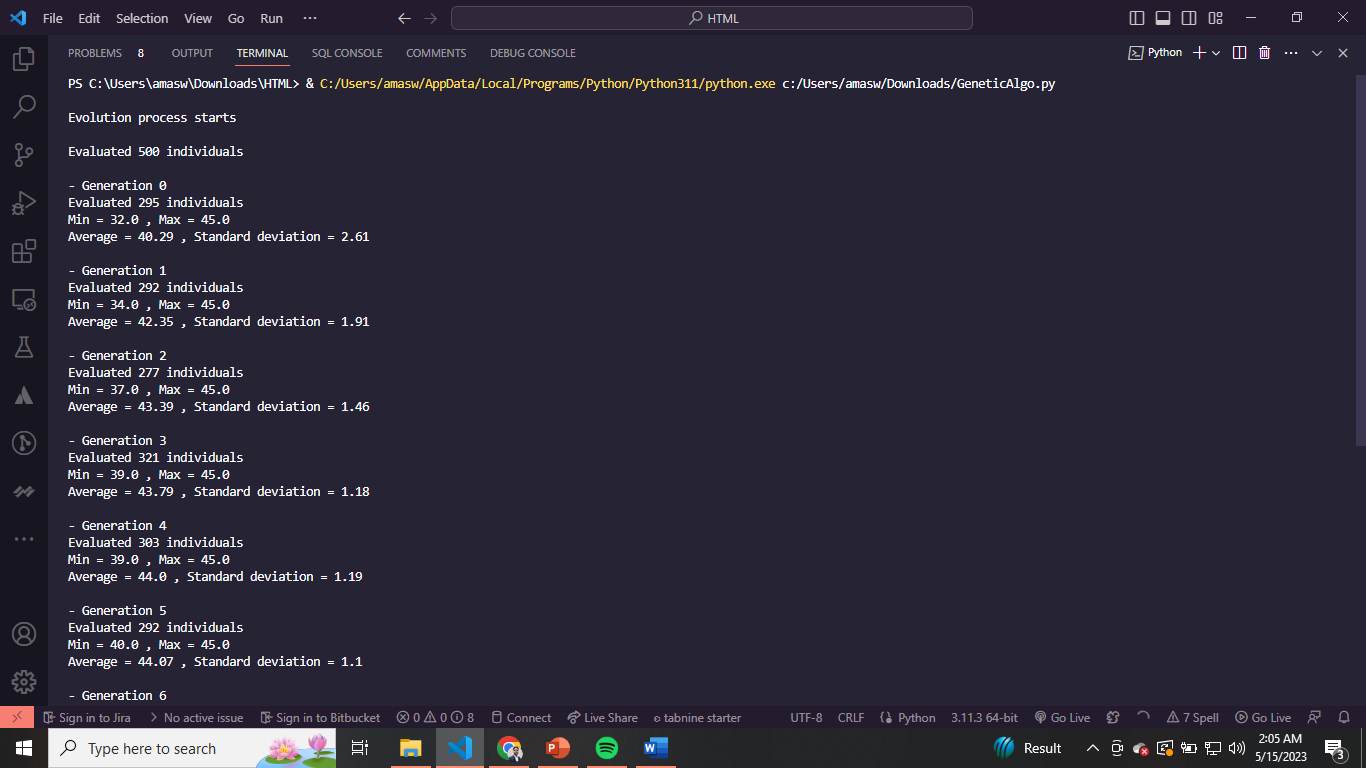 File Edit Selection View Go Run ··· HTML
PROBLEMS 8 OUTPUT TERMINAL SQL CONSOLE COMMENTS DEBUG CONSOLE Python
PS C:\Users\amasw\Downloads\HTML> & C:/Users/amasw/AppData/Local/Programs/Python/Python311/python.exe c:/Users/amasw/Downloads/GeneticAlgo.py
Evolution process starts
Evaluated 500 individuals
- Generation 0
Evaluated 295 individuals
Min = 32.0 , Max = 45.0
Average = 40.29 , Standard deviation = 2.61
- Generation 1
Evaluated 292 individuals
Min = 34.0 , Max = 45.0
Average = 42.35 , Standard deviation = 1.91
- Generation 2
Evaluated 277 individuals
Min = 37.0 , Max = 45.0
Average = 43.39 , Standard deviation = 1.46
- Generation 3
Evaluated 321 individuals
Min = 39.0 , Max = 45.0
Average = 43.79 , Standard deviation = 1.18
- Generation 4
Evaluated 303 individuals
Min = 39.0 , Max = 45.0
Average = 44.0 , Standard deviation = 1.19
- Generation 5
Evaluated 292 individuals
Min = 40.0 , Max = 45.0
Average = 44.07 , Standard deviation = 1.1
- Generation 6
Sign in to Jira No active issue Sign in to Bitbucket 0 0 8 Connect Live Share tabnine starter UTF-8 CRLF Python 3.11.3 64-bit Go Live 7 Spell Go Live
Type here to search Result 2:05 AM
5/15/2023 3